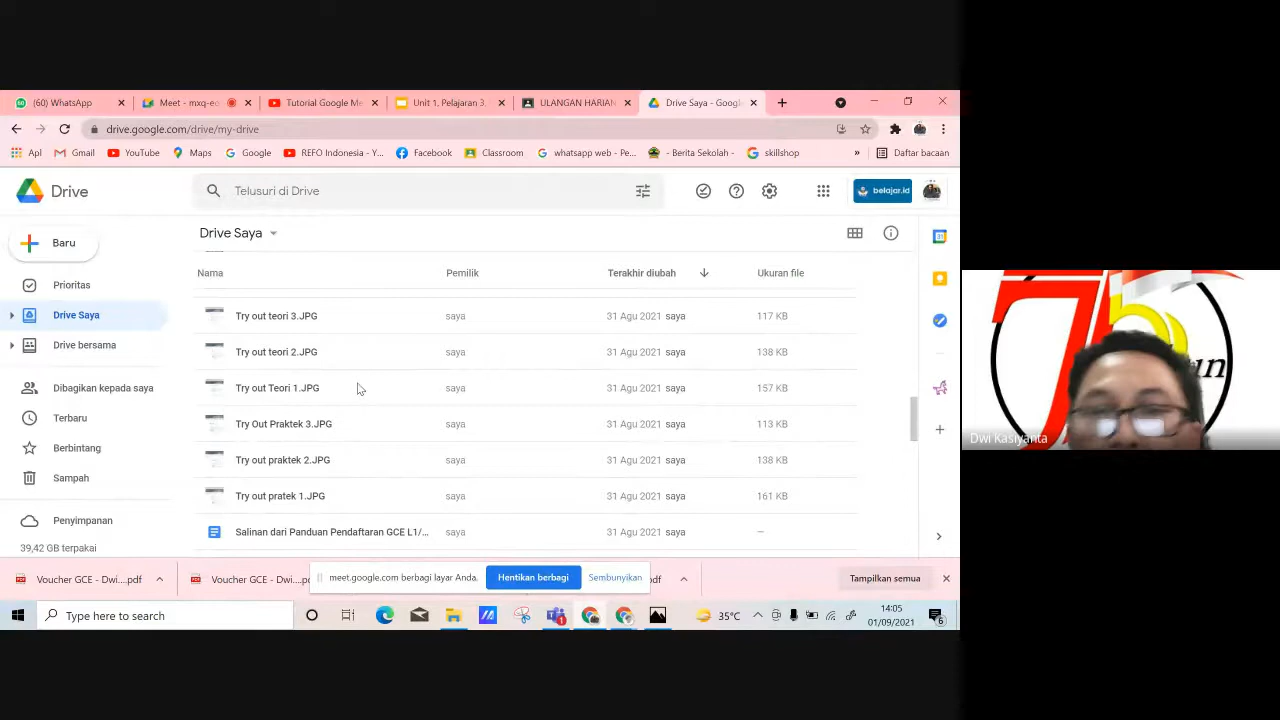 (60) WhatsApp
Meet - mxq-eo
Tutorial Google Me
Unit 1. Pelajaran 3.
ULANGAN HARIAN
Drive Saya - Google
drive.google.com/drive/my-drive
Apl
Gmail
YouTube
Maps
Google
REFO Indonesia - Y...
Facebook
Classroom
whatsapp web - Pe...
- Berita Sekolah -
skillshop
»
Daftar bacaan
Drive
Telusuri di Drive
belajar.id
Baru
Drive Saya
Prioritas
Drive Saya
Drive bersama
Dibagikan kepada saya
Terbaru
Berbintang
Sampah
Penyimpanan
39,42 GB terpakai
Nama Pemilik Terakhir diubah Ukuran file
Try out teori 3.JPG saya 31 Agu 2021 saya 117 KB
Try out teori 2.JPG saya 31 Agu 2021 saya 138 KB
Try out Teori 1.JPG saya 31 Agu 2021 saya 157 KB
Try Out Praktek 3.JPG saya 31 Agu 2021 saya 113 KB
Try out praktek 2.JPG saya 31 Agu 2021 saya 138 KB
Try out pratek 1.JPG saya 31 Agu 2021 saya 161 KB
Salinan dari Panduan Pendaftaran GCE L1/... saya 31 Agu 2021 saya —
Voucher GCE - Dwi....pdf
Voucher GCE - Dwi....p
meet.google.com berbagi layar Anda.
Hentikan berbagi
Sembunyikan
df
Tampilkan semua
Type here to search
35°C
14:05
01/09/2021
6
75
un
Dwi Kasiyanta